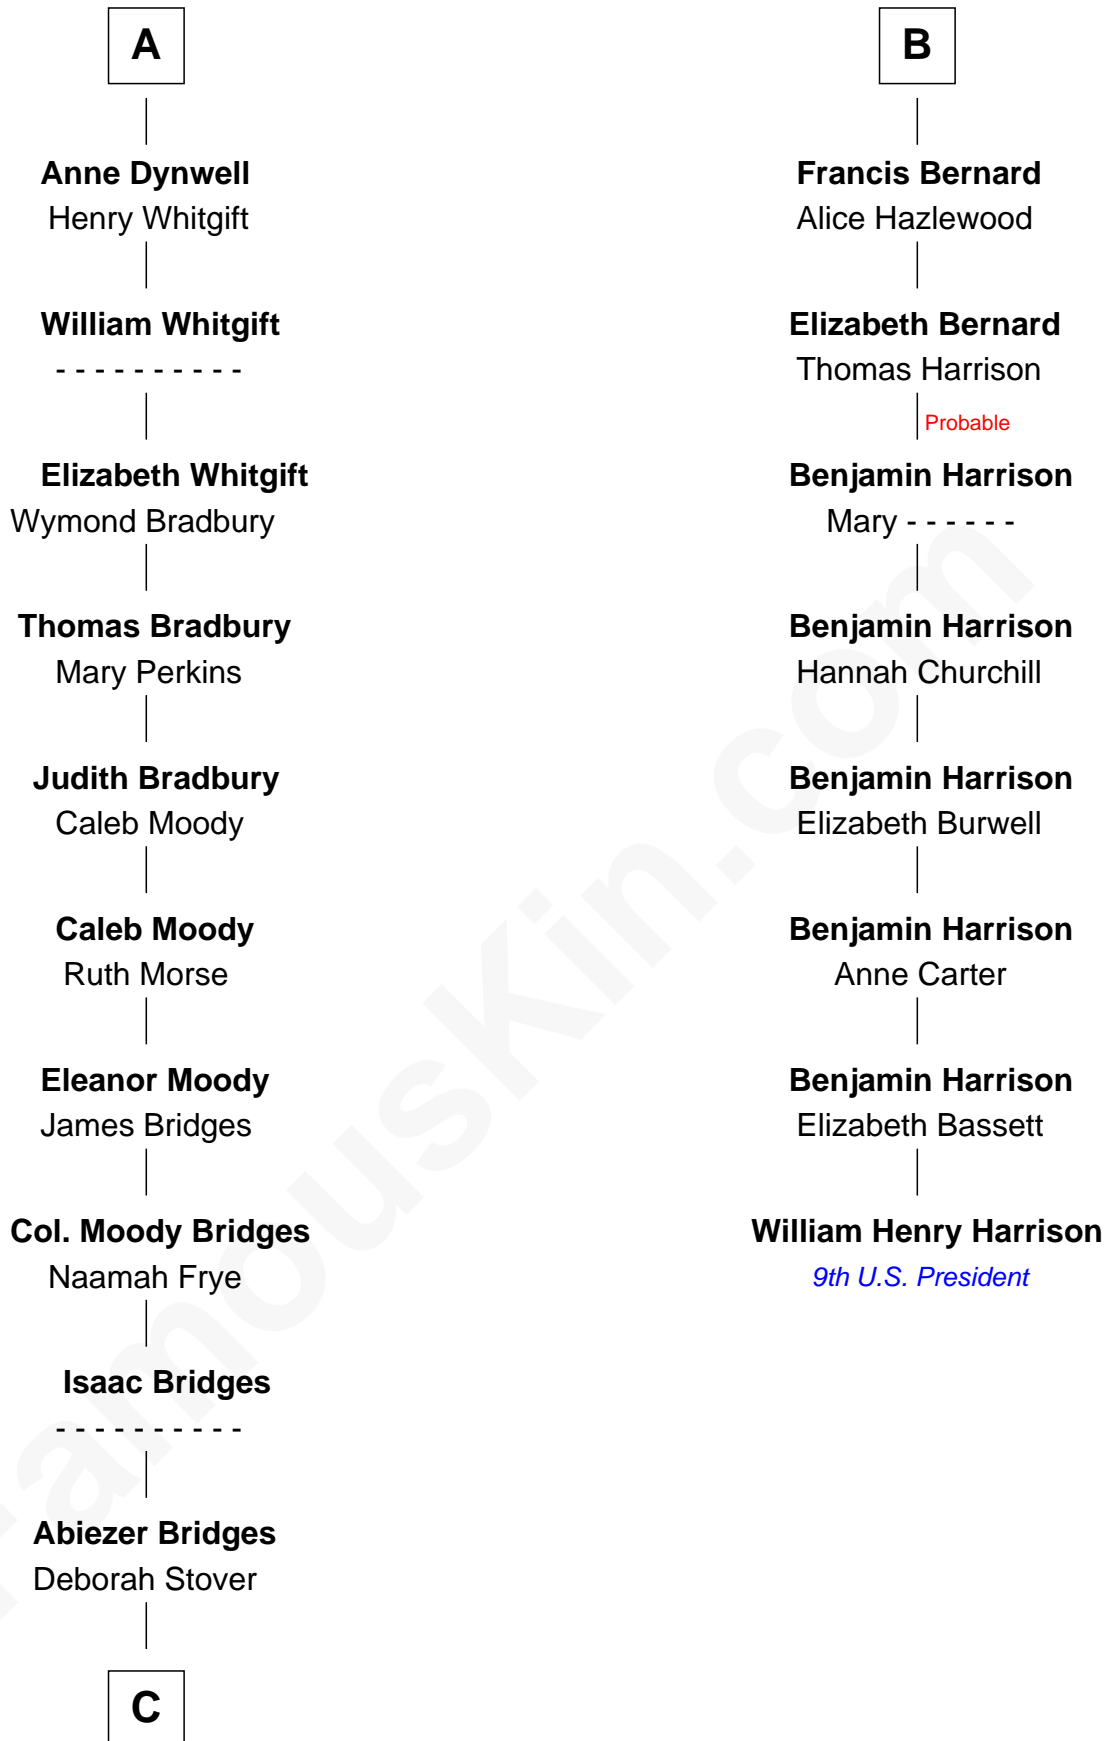 A
Anne Dynwell
Henry Whitgift
William Whitgift
- - - - - - - - - -
Elizabeth Whitgift
Wymond Bradbury
Thomas Bradbury
Mary Perkins
Judith Bradbury
Caleb Moody
Caleb Moody
Ruth Morse
Eleanor Moody
James Bridges
Col. Moody Bridges
Naamah Frye
Isaac Bridges
- - - - - - - - - -
Abiezer Bridges
Deborah Stover
C
B
Francis Bernard
Alice Hazlewood
Elizabeth Bernard
Thomas Harrison
Probable
Benjamin Harrison
Mary - - - - - -
Benjamin Harrison
Hannah Churchill
Benjamin Harrison
Elizabeth Burwell
Benjamin Harrison
Anne Carter
Benjamin Harrison
Elizabeth Bassett
William Henry Harrison
9th U.S. President
FamousKin.com